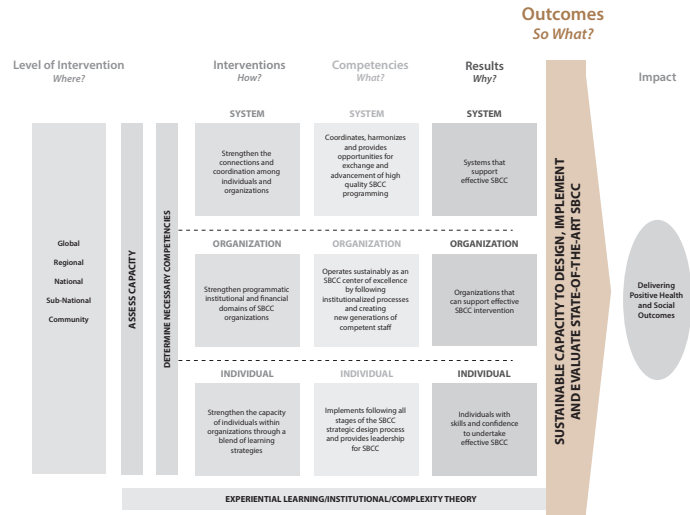 Outcomes
So What?
Level of Intervention
Where?
Interventions
How?
Competencies
What?
Results
Why?
Impact
SYSTEM
SYSTEM
SYSTEM
Global
Regional
National
Sub-National
Community
ASSESS CAPACITY
DETERMINE NECESSARY COMPETENCIES
Strengthen the
connections and
coordination among
individuals and
organizations
Coordinates, harmonizes
and provides
opportunities for
exchange and
advancement of high
quality SBCC
programming
Systems that
support
effective SBCC
ORGANIZATION
ORGANIZATION
ORGANIZATION
Strengthen programmatic
institutional and financial
domains of SBCC
organizations
Operates sustainably as an
SBCC center of excellence
by following
institutionalized processes
and creating
new generations of
competent staff
Organizations that
can support effective
SBCC intervention
INDIVIDUAL
INDIVIDUAL
INDIVIDUAL
Strengthen the capacity
of individuals within
organizations through a
blend of learning
strategies
Implements following all
stages of the SBCC
strategic design process
and provides leadership
for SBCC
Individuals with
skills and confidence
to undertake
effective SBCC
SUSTAINABLE CAPACITY TO DESIGN, IMPLEMENT
AND EVALUATE STATE-OF-THE-ART SBCC
Delivering
Positive Health
and Social
Outcomes
EXPERIENTIAL LEARNING/INSTITUTIONAL/COMPLEXITY THEORY